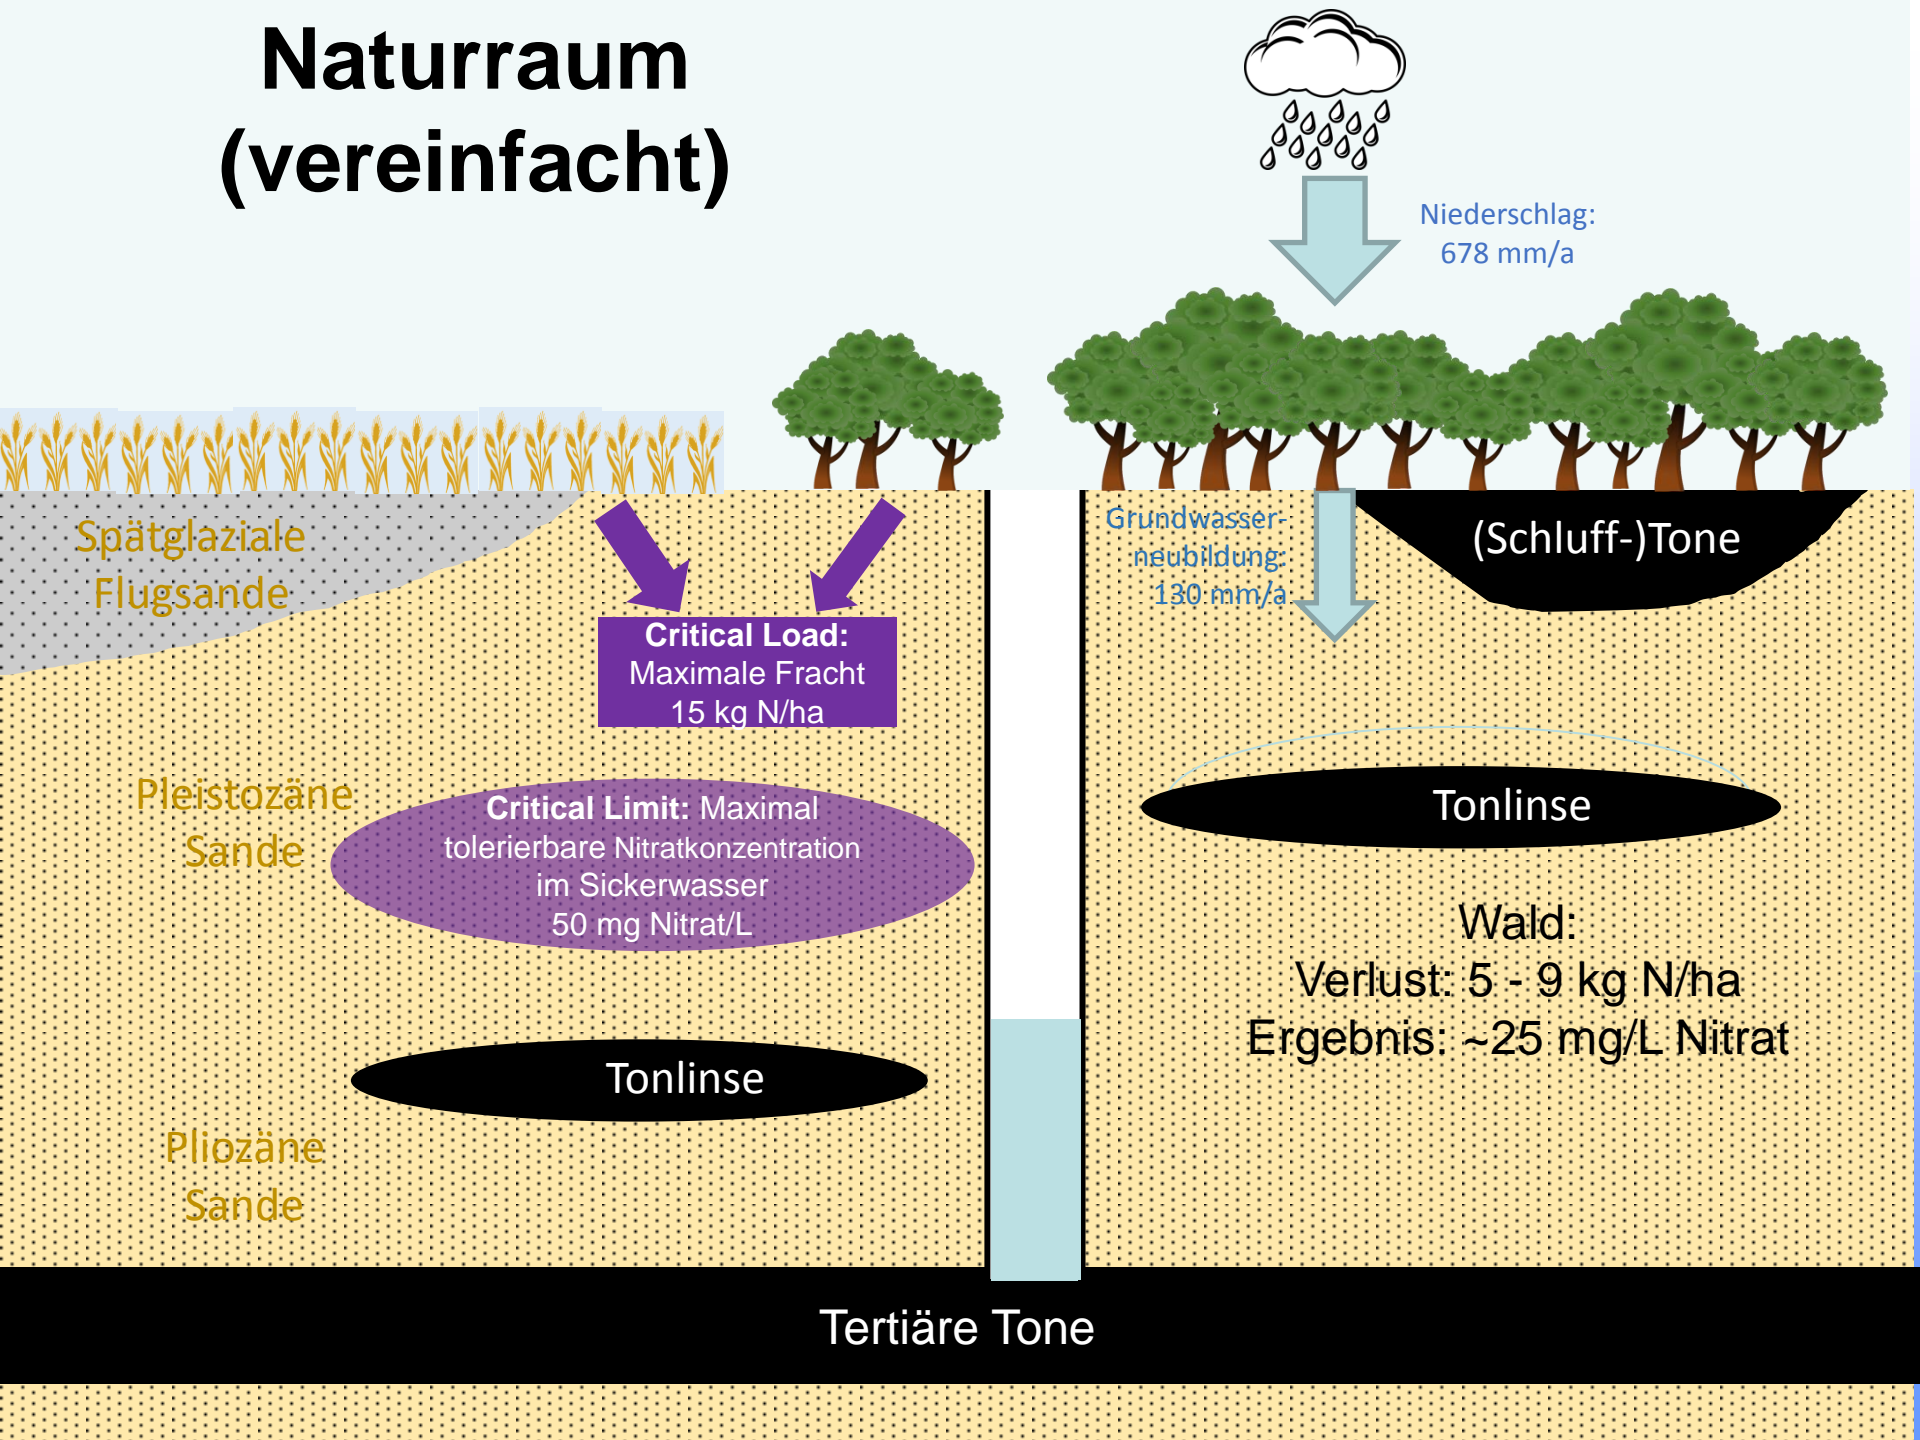 Naturraum
(vereinfacht)
Niederschlag:
678 mm/a
Spätglaziale
Flugsande
Grundwasser-
neubildung:
130 mm/a
(Schluff-)Tone
Critical Load:
Maximale Fracht
15 kg N/ha
Pleistozäne
Sande
Critical Limit: Maximal
tolerierbare Nitratkonzentration
im Sickerwasser
50 mg Nitrat/L
Tonlinse
Wald:
Verlust: 5 - 9 kg N/ha
Ergebnis: ~25 mg/L Nitrat
Tonlinse
Pliozäne
Sande
Tertiäre Tone